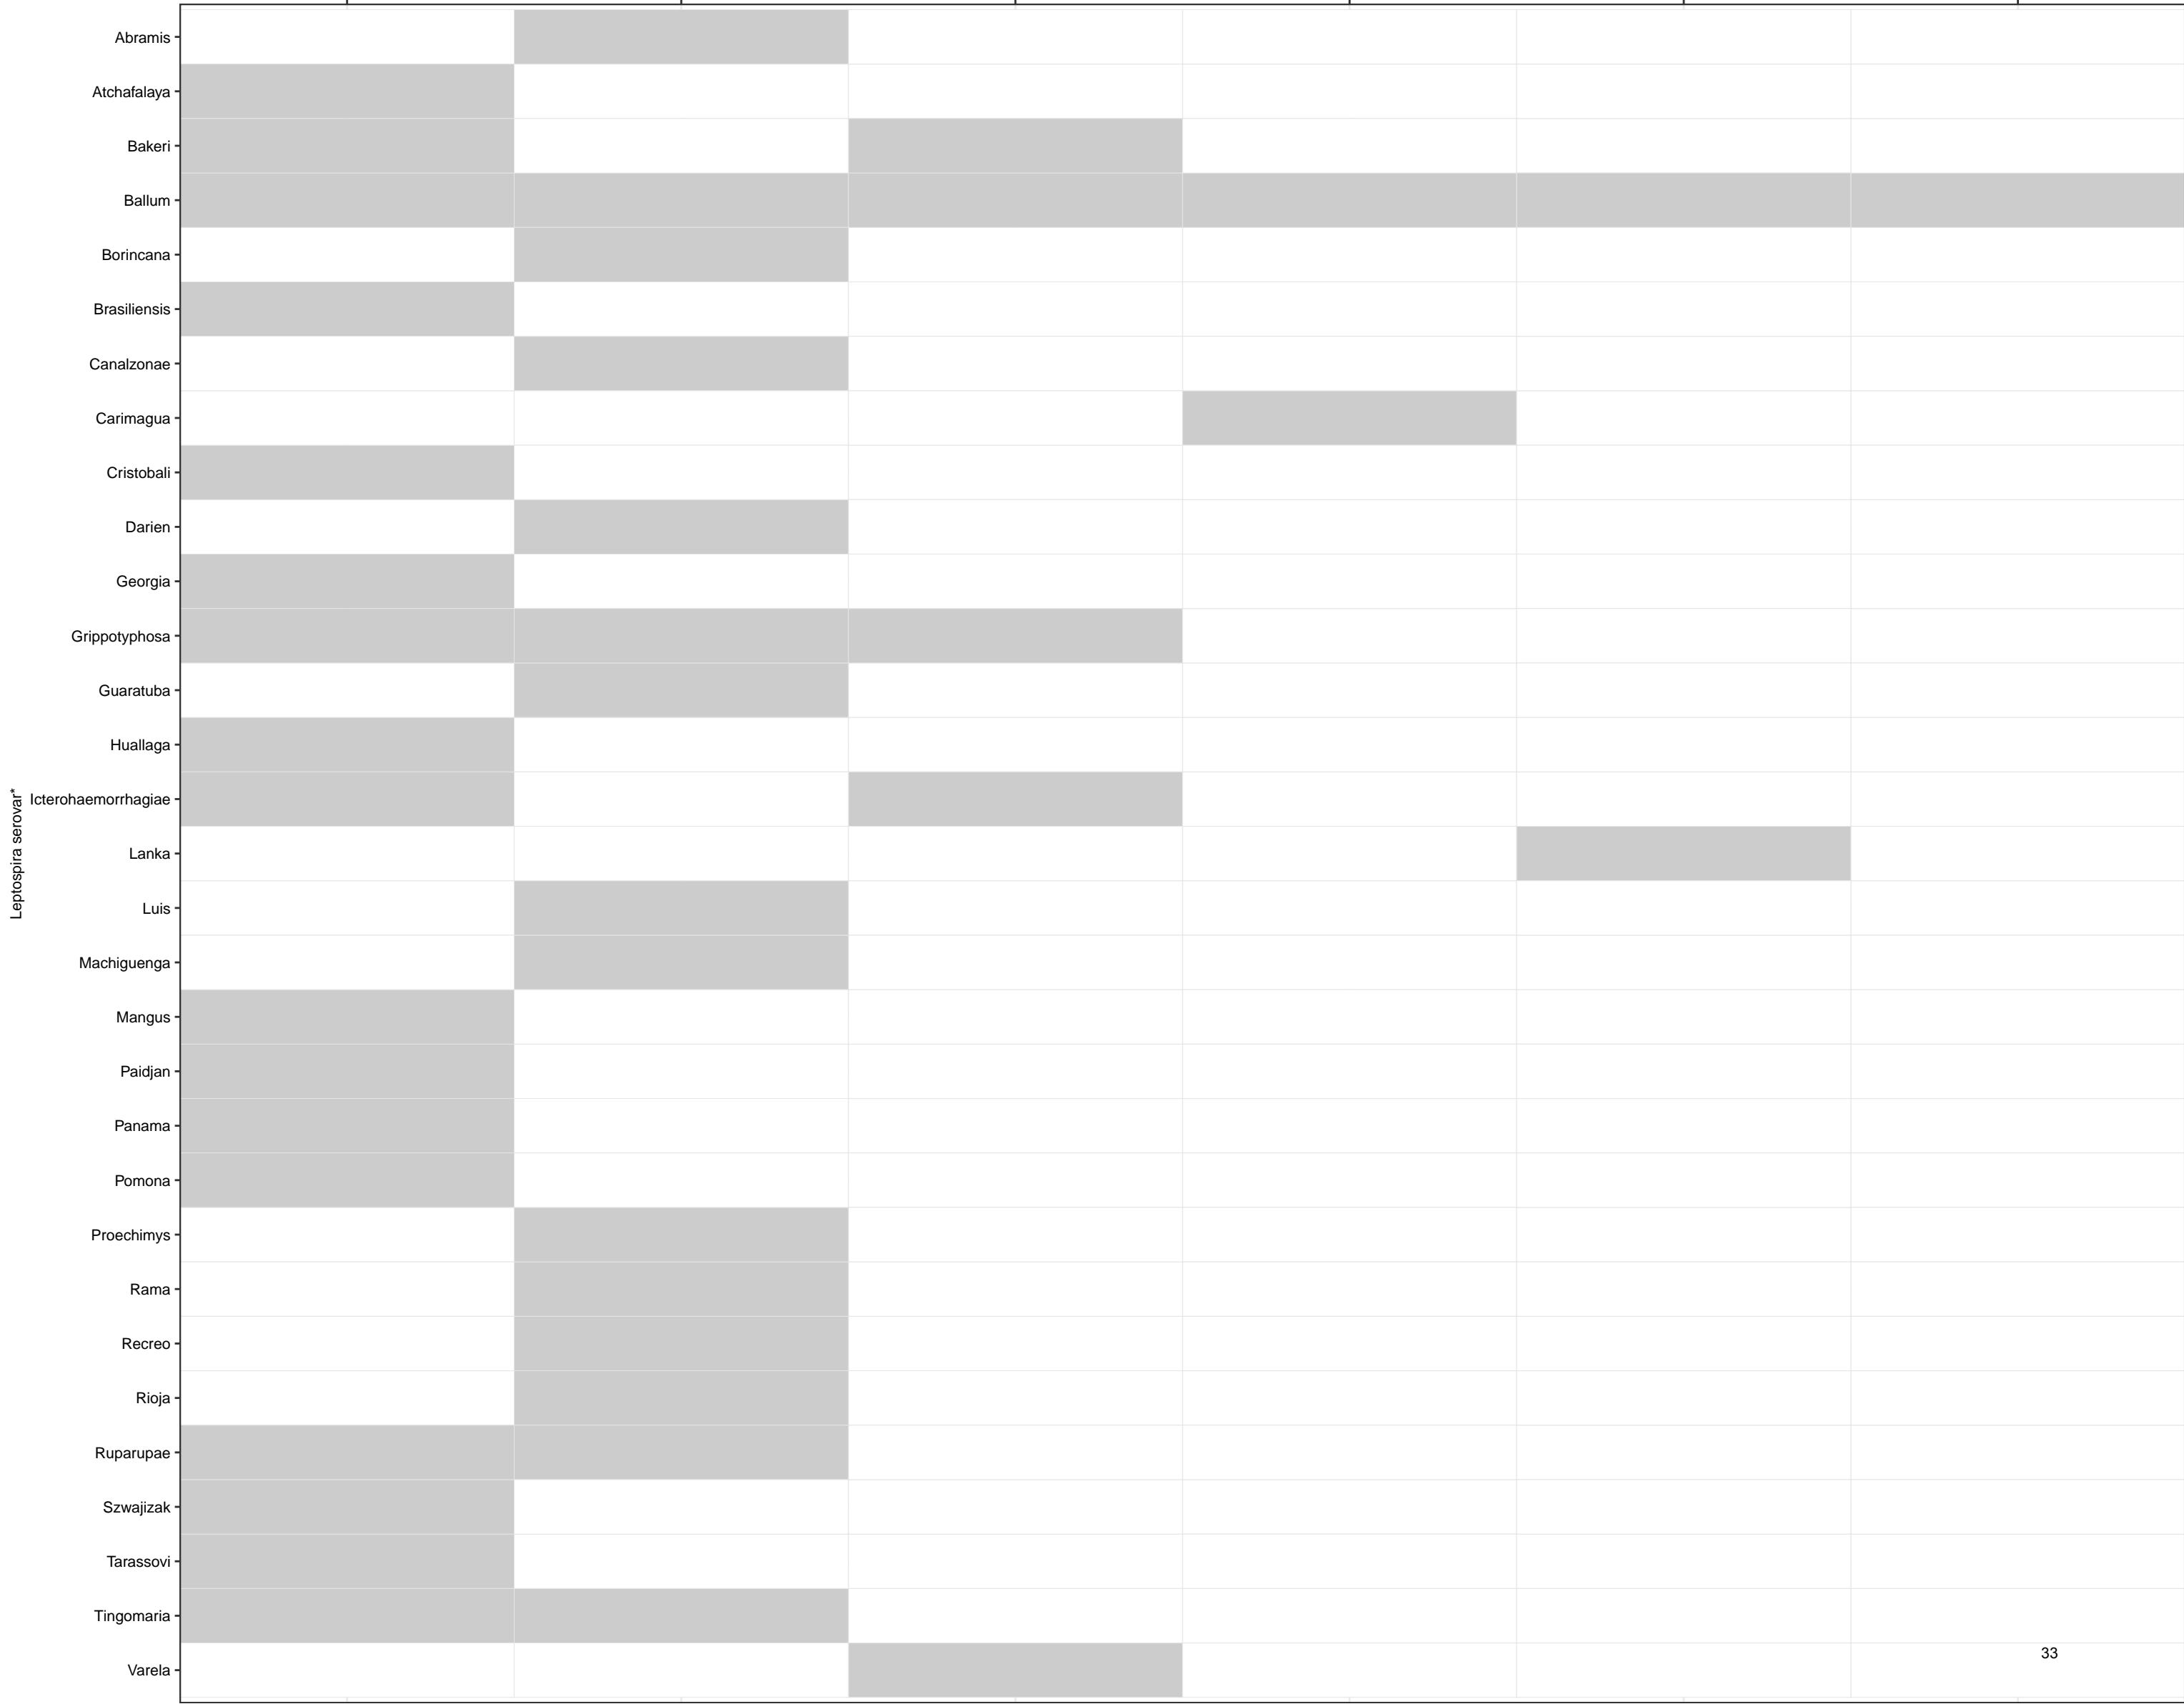 Leptospira serovar*
Abramis
Atchafalaya
Bakeri
Ballum
Borincana
Brasiliensis
Canalzonae
Carimagua
Cristobali
Darien
Georgia
Grippotyphosa
Guaratuba
Huallaga
Icterohaemorrhagiae
Lanka
Luis
Machiguenga
Mangus
Paidjan
Panama
Pomona
Proechimys
Rama
Recreo
Rioja
Ruparupae
Szwajizak
Tarassovi
Tingomaria
Varela
33